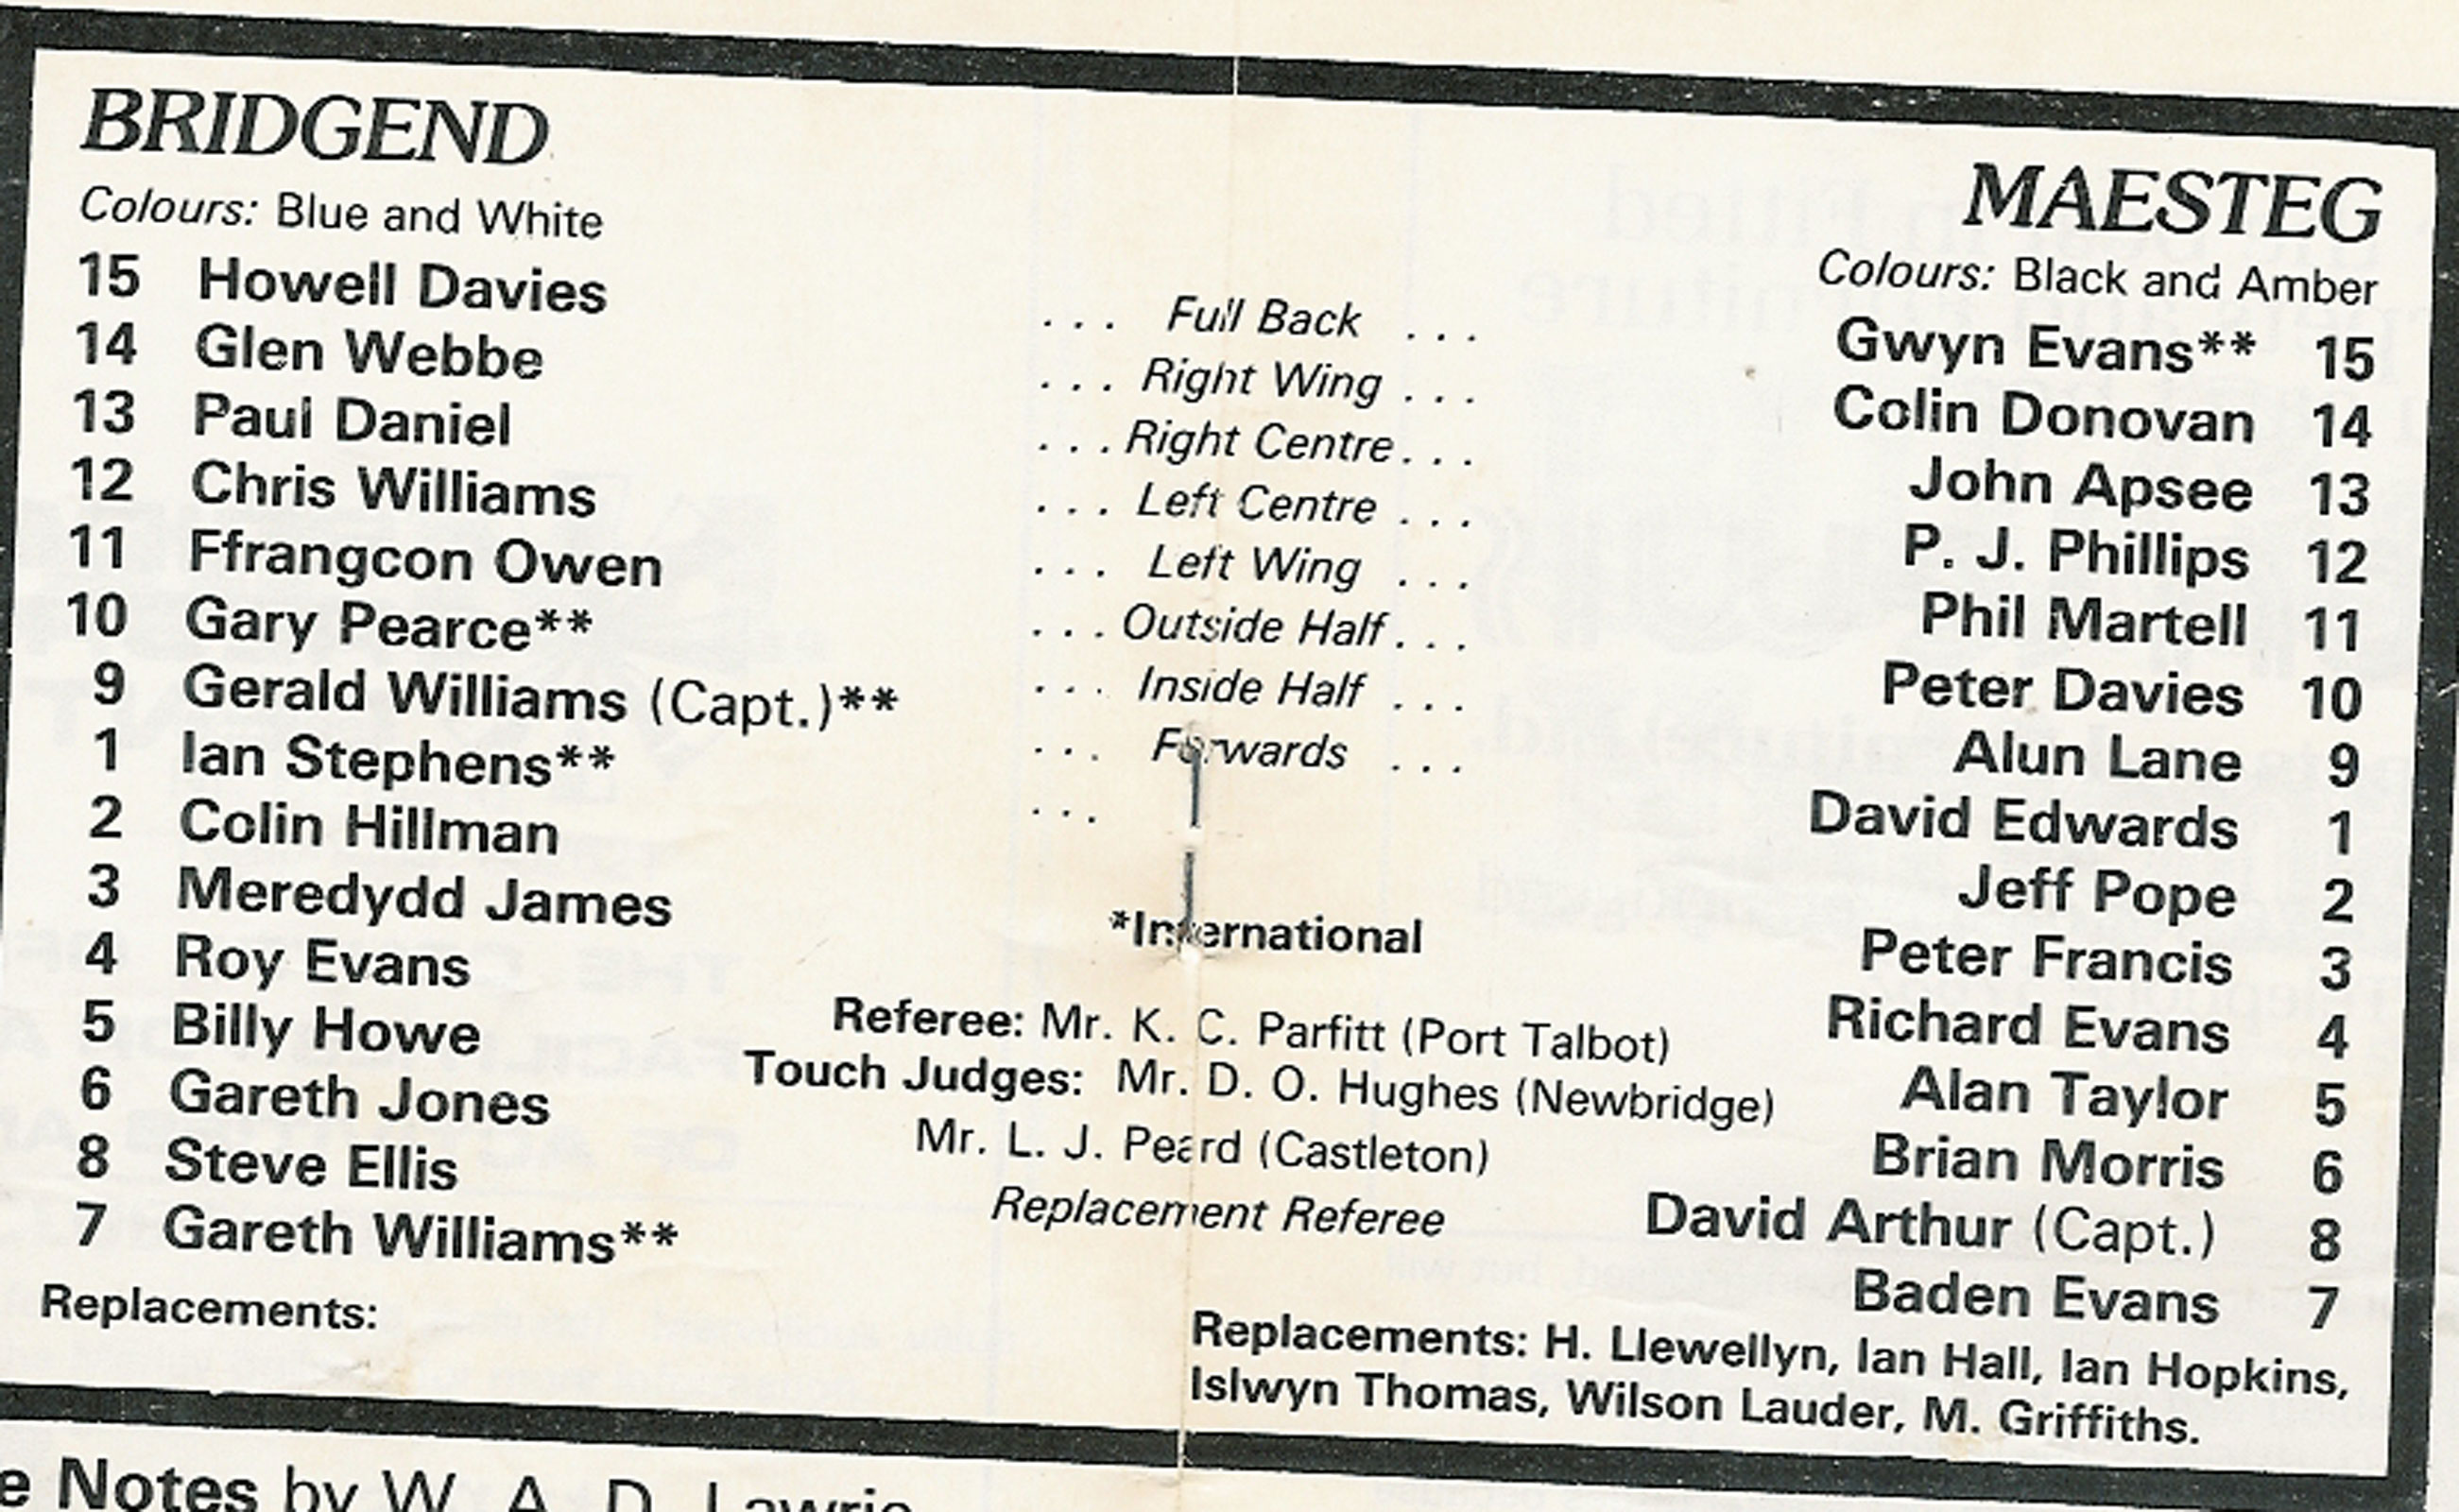 BRIDGEND
Colours: Blue and White
15 Howell Davies
14 Glen Webbe
13 Paul Daniel
12 Chris Williams
11 Ffrangcon Owen
10 Gary Pearce**
9 Gerald Williams (Capt.)**
1 Ian Stephens**
2 Colin Hillman
3 Meredydd James
4 Roy Evans
5 Billy Howe
6 Gareth Jones
8 Steve Ellis
7 Gareth Williams**
Replacements:
... Full Back ...
... Right Wing ...
... Right Centre ...
... Left Centre ...
... Left Wing ...
... Outside Half ...
... Inside Half ...
... Forwards ...
...
*International
Referee: Mr. K. C. Parfitt (Port Talbot)
Touch Judges: Mr. D. O. Hughes (Newbridge)
Mr. L. J. Peard (Castleton)
Replacement Referee
MAESTEG
Colours: Black and Amber
Gwyn Evans** 15
Colin Donovan 14
John Apsee 13
P. J. Phillips 12
Phil Martell 11
Peter Davies 10
Alun Lane 9
David Edwards 1
Jeff Pope 2
Peter Francis 3
Richard Evans 4
Alan Taylor 5
Brian Morris 6
David Arthur (Capt.) 8
Baden Evans 7
Replacements: H. Llewellyn, Ian Hall, Ian Hopkins,
Islwyn Thomas, Wilson Lauder, M. Griffiths.
e Notes by W. A. D. Lawrie